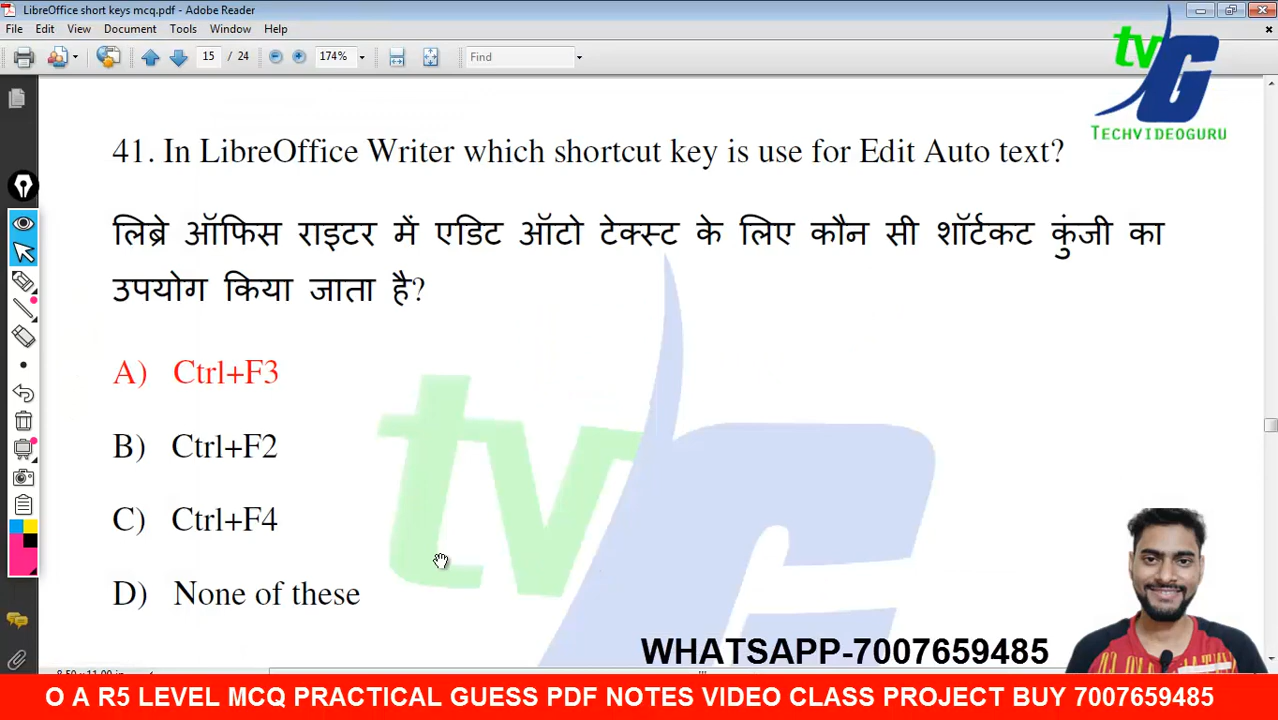 LibreOffice short keys mcq.pdf - Adobe Reader
File Edit View Document Tools Window Help
15 / 24 174% Find
tvG
TECHVIDEOGURU
41. In LibreOffice Writer which shortcut key is use for Edit Auto text?
लिब्रे ऑफिस राइटर में एडिट ऑटो टेक्स्ट के लिए कौन सी शॉर्टकट कुंजी का
उपयोग किया जाता है?
A) Ctrl+F3
B) Ctrl+F2
C) Ctrl+F4
D) None of these
tvG
WHATSAPP-7007659485
O A R5 LEVEL MCQ PRACTICAL GUESS PDF NOTES VIDEO CLASS PROJECT BUY 7007659485